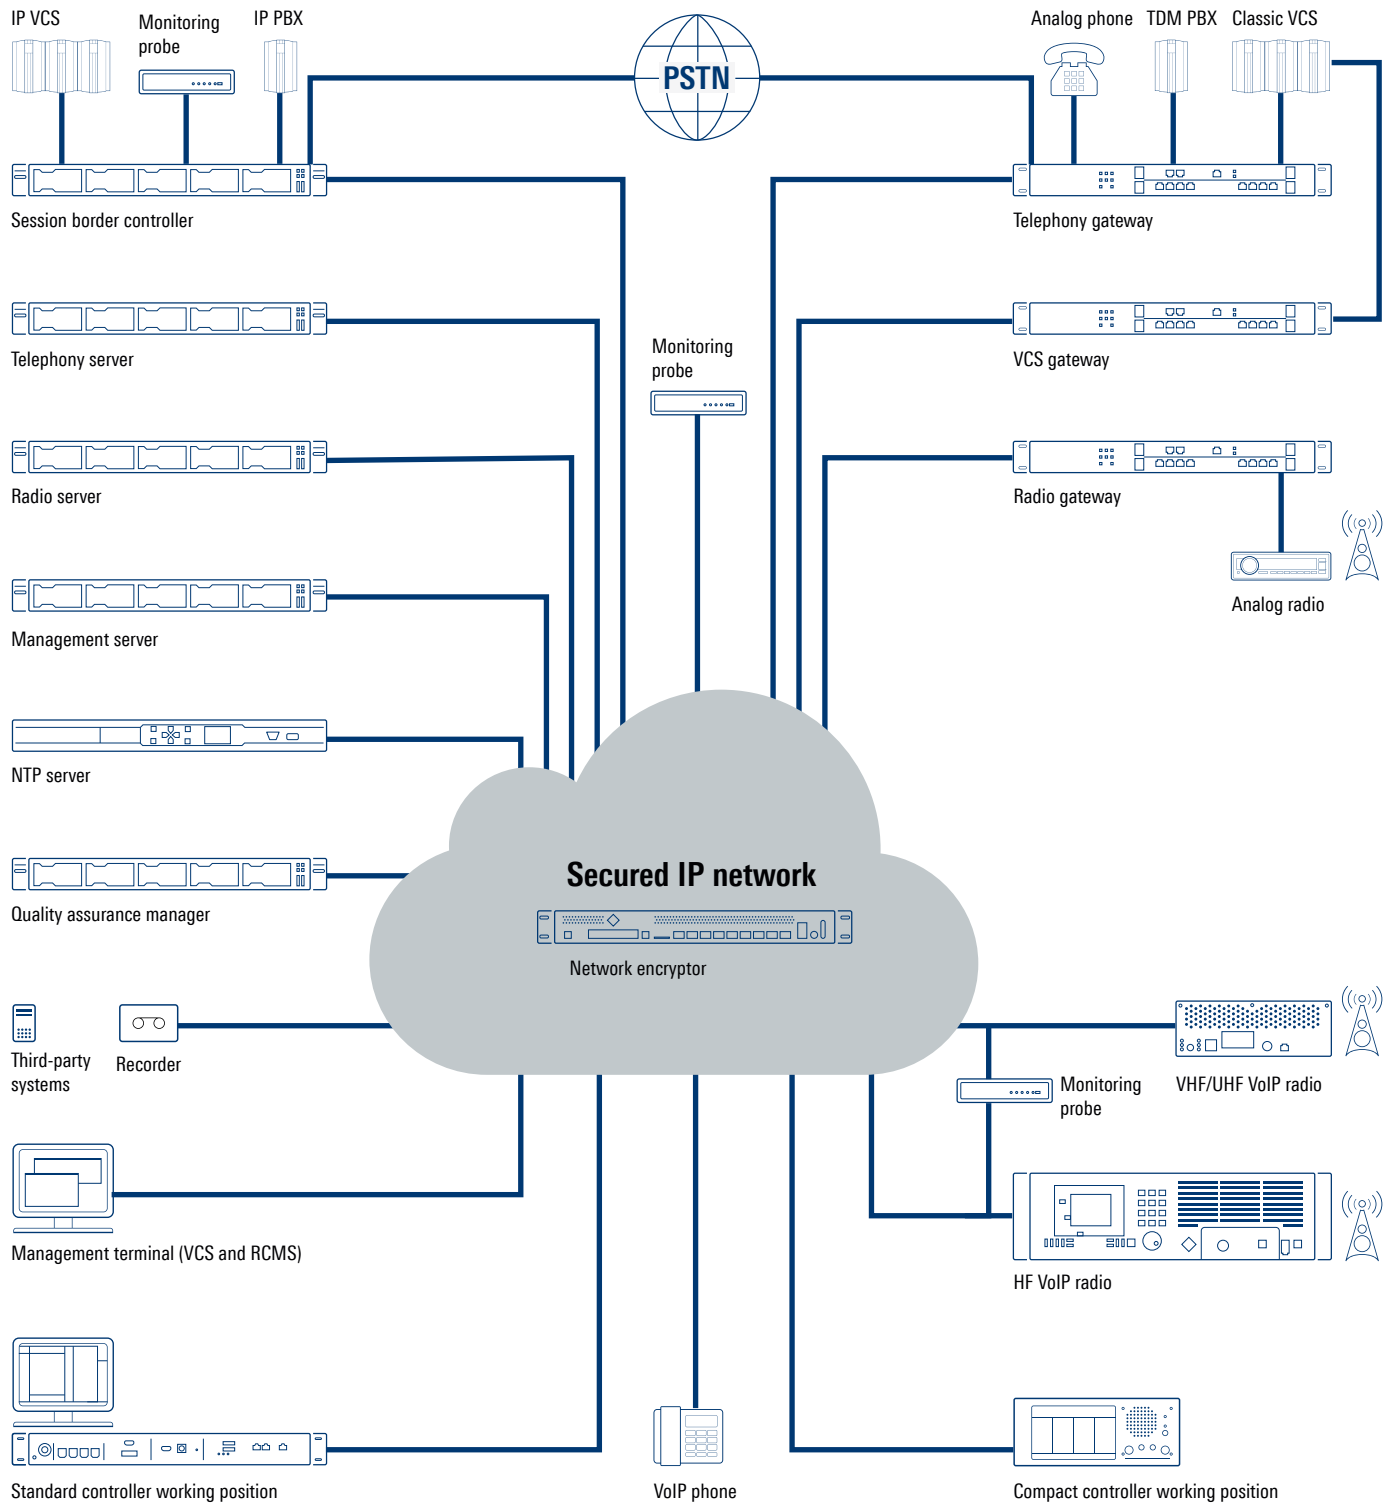 IP VCS
Monitoring
probe
IP PBX
PSTN
Analog phone
TDM PBX
Classic VCS
Session border controller
Telephony gateway
Telephony server
Monitoring
probe
VCS gateway
Radio server
Radio gateway
Analog radio
Management server
NTP server
Secured IP network
Quality assurance manager
Network encryptor
Third-party
systems
Recorder
Monitoring
probe
VHF/UHF VoIP radio
Management terminal (VCS and RCMS)
HF VoIP radio
Standard controller working position
VoIP phone
Compact controller working position